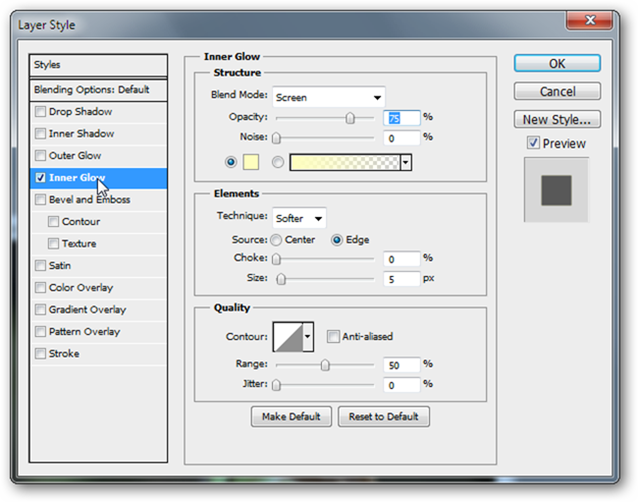 Layer Style
Styles
Blending Options: Default
Drop Shadow
Inner Shadow
Outer Glow
Inner Glow
Bevel and Emboss
Contour
Texture
Satin
Color Overlay
Gradient Overlay
Pattern Overlay
Stroke
Inner Glow
Structure
Blend Mode: Screen
Opacity: 75 %
Noise: 0 %
Elements
Technique: Softer
Source: Center Edge
Choke: 0 %
Size: 5 px
Quality
Contour: Anti-aliased
Range: 50 %
Jitter: 0 %
Make Default Reset to Default
OK
Cancel
New Style...
Preview